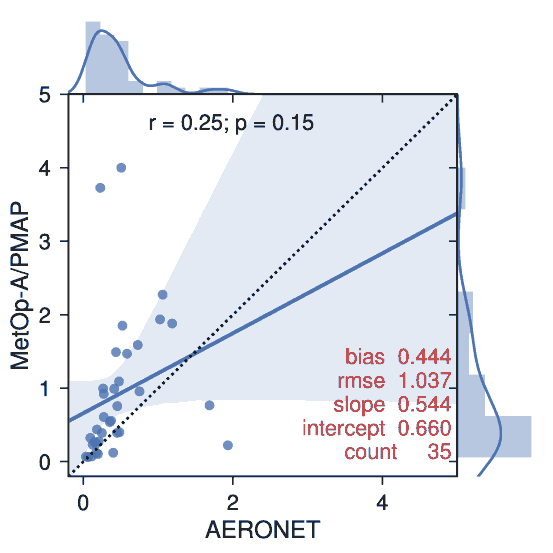 r = 0.25; p = 0.15
5
4
3
2
1
0
MetOp-A/PMAP
bias 0.444
rmse 1.037
slope 0.544
intercept 0.660
count 35
0 2 4
AERONET